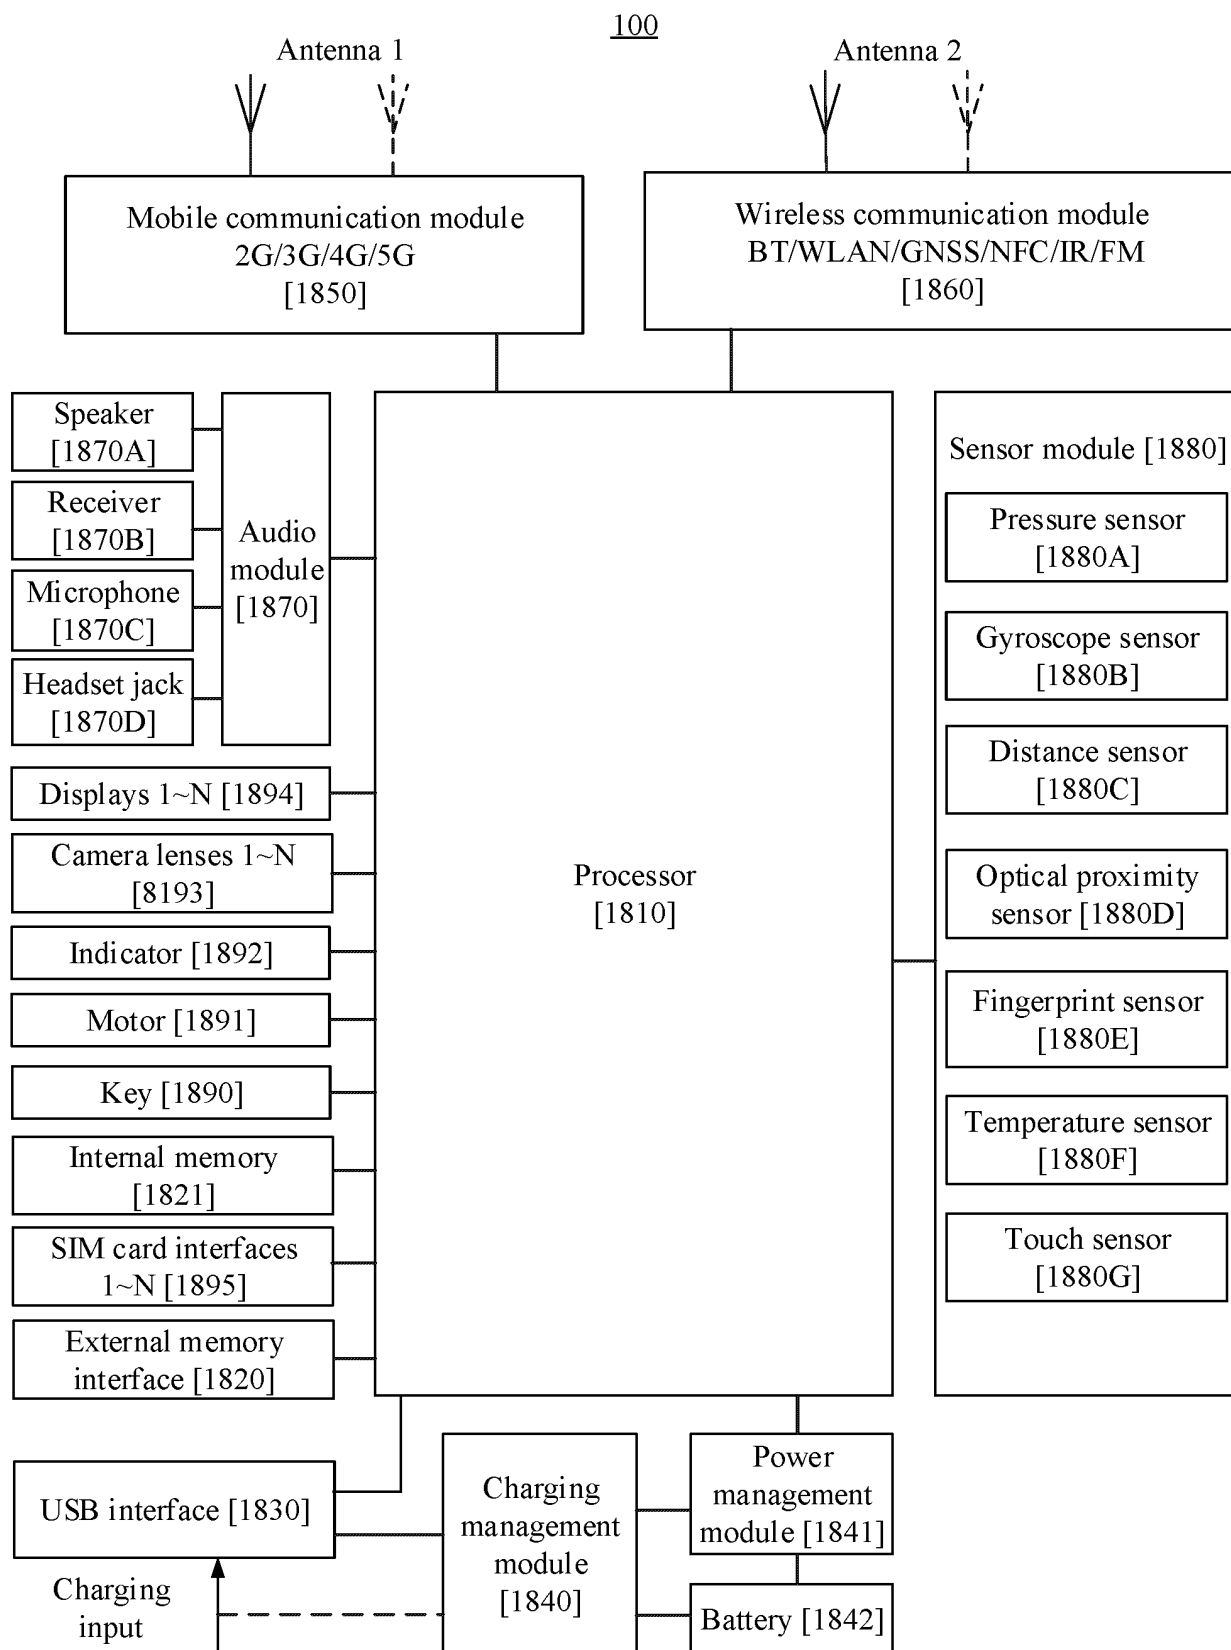 100
Antenna 1
Antenna 2
Mobile communication module
2G/3G/4G/5G
[1850]
Wireless communication module
BT/WLAN/GNSS/NFC/IR/FM
[1860]
Speaker
[1870A]
Receiver
[1870B]
Microphone
[1870C]
Headset jack
[1870D]
Audio
module
[1870]
Displays 1~N [1894]
Camera lenses 1~N
[8193]
Indicator [1892]
Motor [1891]
Key [1890]
Internal memory
[1821]
SIM card interfaces
1~N [1895]
External memory
interface [1820]
Processor
[1810]
Sensor module [1880]
Pressure sensor
[1880A]
Gyroscope sensor
[1880B]
Distance sensor
[1880C]
Optical proximity
sensor [1880D]
Fingerprint sensor
[1880E]
Temperature sensor
[1880F]
Touch sensor
[1880G]
USB interface [1830]
Charging
input
Charging
management
module
[1840]
Power
management
module [1841]
Battery [1842]